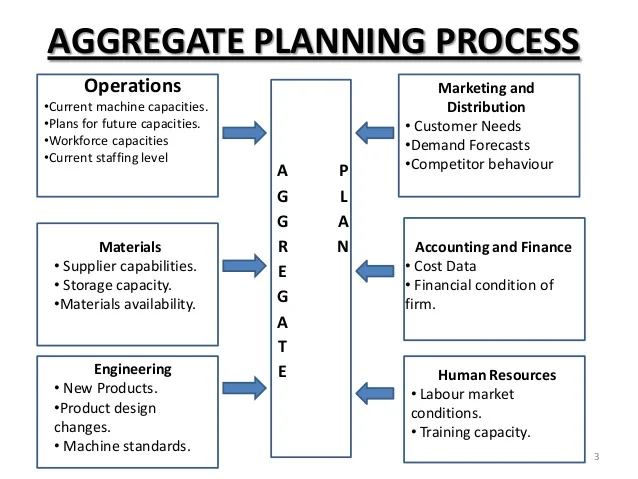 AGGREGATE PLANNING PROCESS
Operations
•Current machine capacities.
•Plans for future capacities.
•Workforce capacities
•Current staffing level
Materials
• Supplier capabilities.
• Storage capacity.
•Materials availability.
Engineering
• New Products.
•Product design
changes.
• Machine standards.
A
G
G
R
E
G
A
T
E
P
L
A
N
Marketing and
Distribution
• Customer Needs
•Demand Forecasts
•Competitor behaviour
Accounting and Finance
• Cost Data
• Financial condition of
firm.
Human Resources
• Labour market
conditions.
• Training capacity.
3